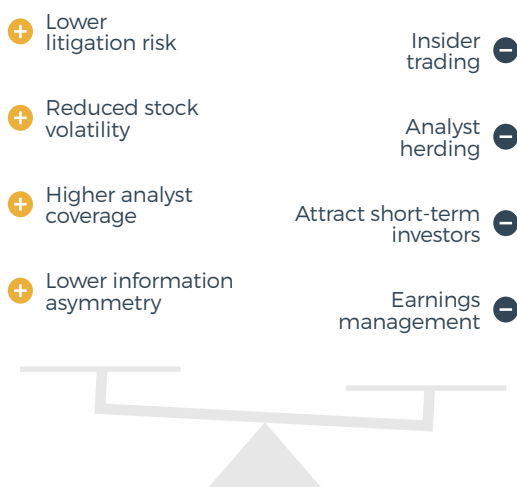 Lower
litigation risk
Reduced stock
volatility
Higher analyst
coverage
Lower information
asymmetry
Insider
trading
Analyst
herding
Attract short-term
investors
Earnings
management